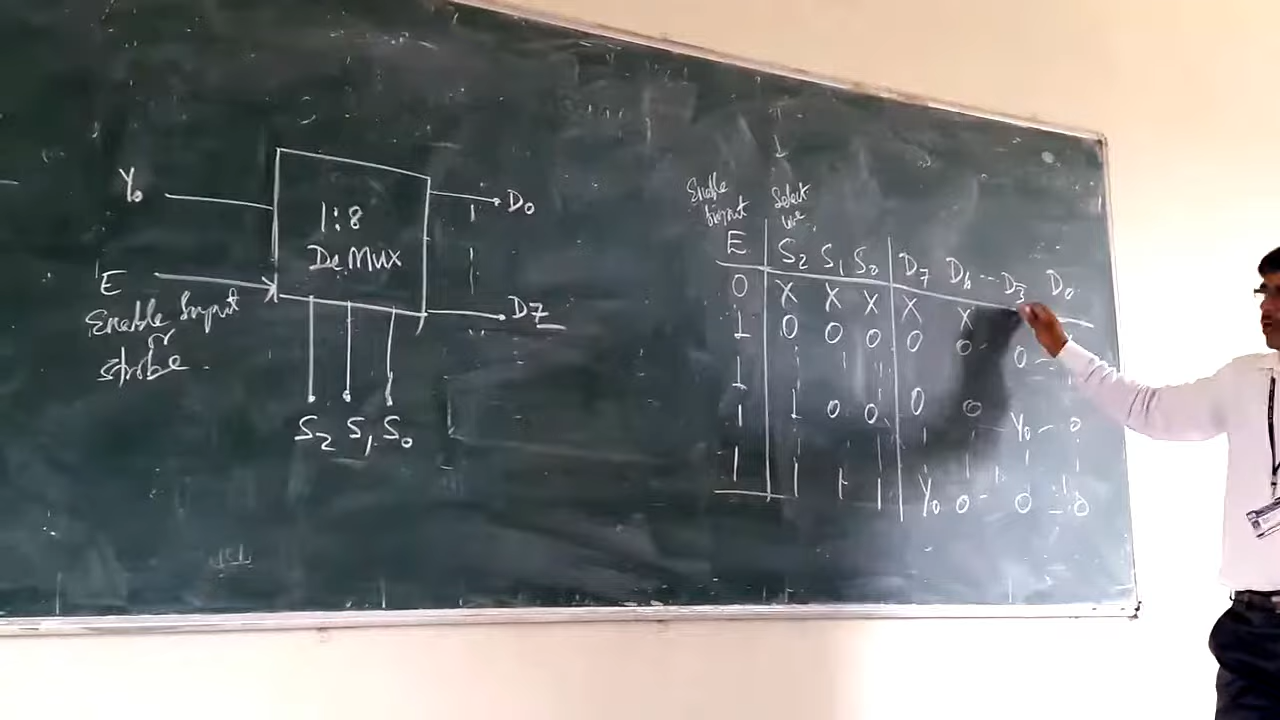 Y₀
1:8
DeMux
D₀
E
Enable Input
or
strobe
D7
S₂ S₁ S₀
Enable Input
Select
E S₂ S₁ S₀ D₇ D₆ -- D₃ D₀
0 X X X X X
1 0 0 0 0 0 - 0 -
1
1 1 0 0 0 0 - Y₀ - 0
1 1 1 1 Y₀ 0 - 0 - 0